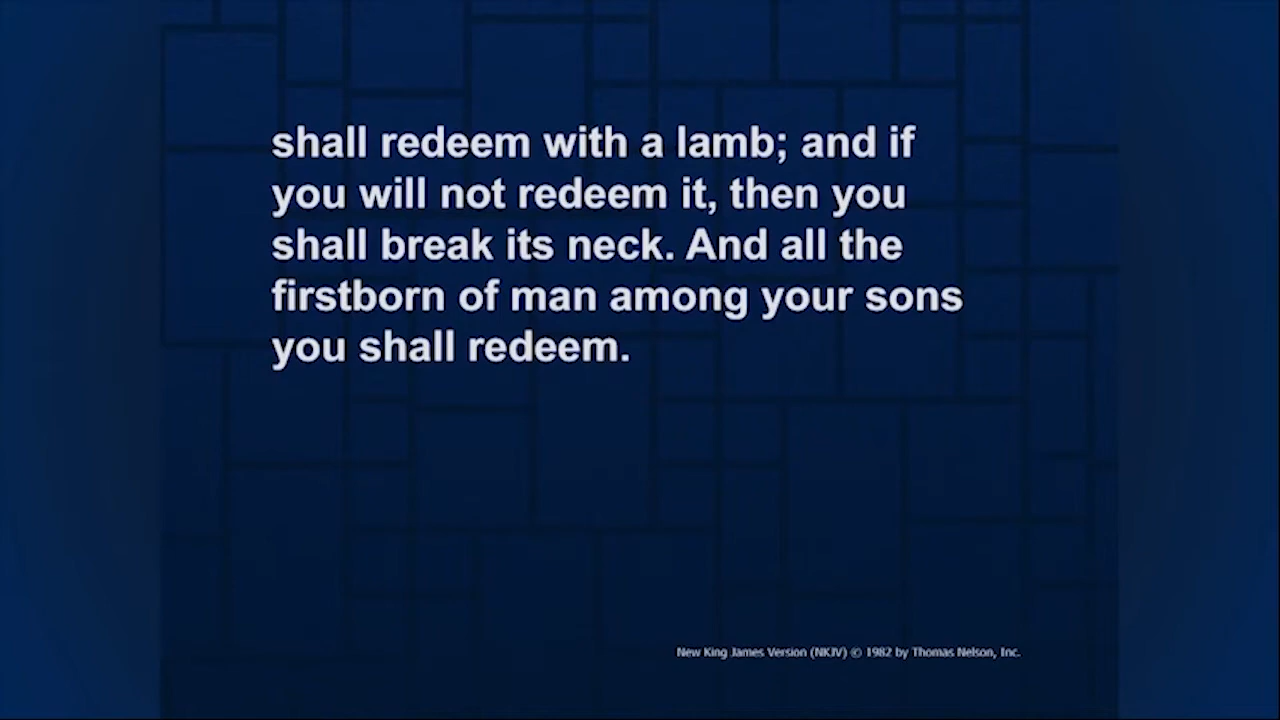 shall redeem with a lamb; and if
you will not redeem it, then you
shall break its neck. And all the
firstborn of man among your sons
you shall redeem.
New King James Version (NKJV) © 1982 by Thomas Nelson, Inc.